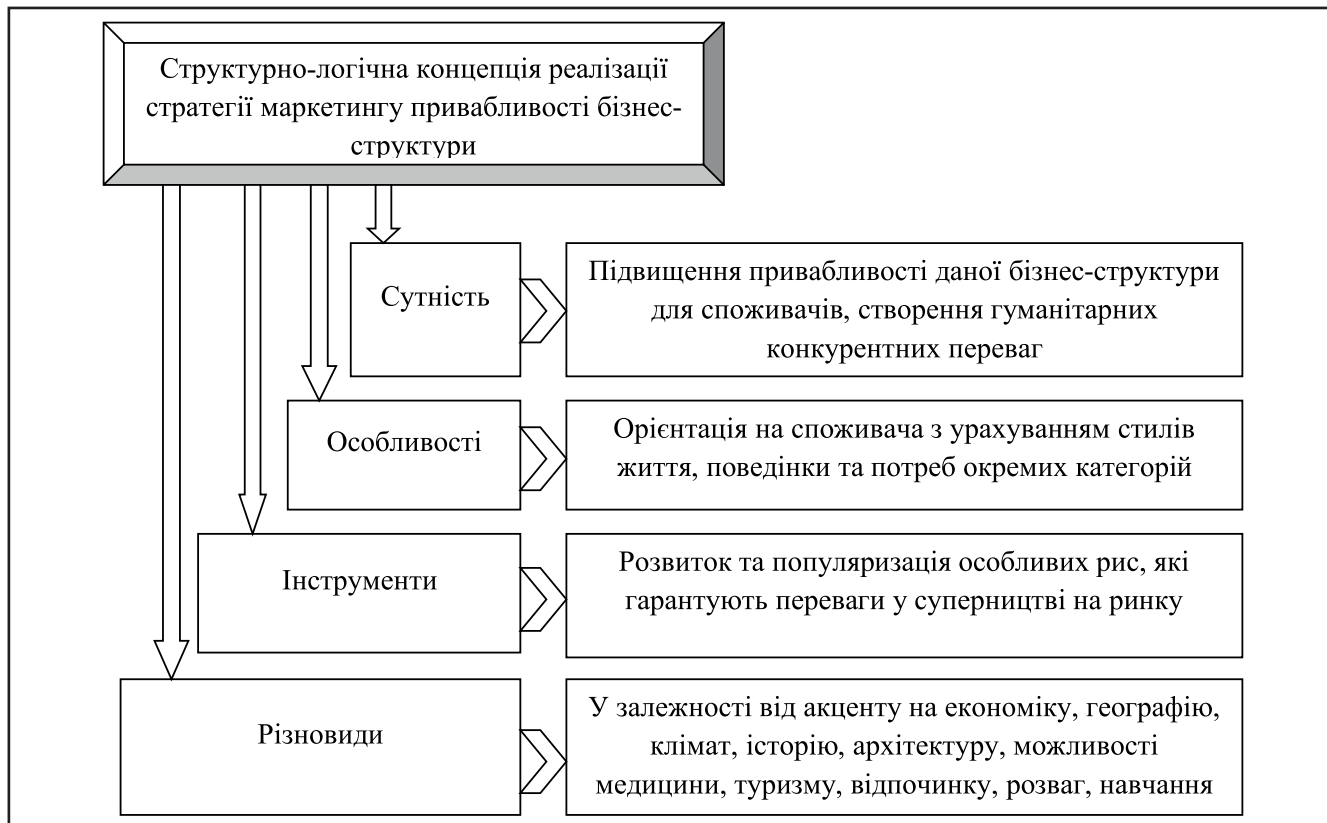 Структурно-логічна концепція реалізації
стратегії маркетингу привабливості бізнес-
структури
Сутність
Підвищення привабливості даної бізнес-структури
для споживачів, створення гуманітарних
конкурентних переваг
Особливості
Орієнтація на споживача з урахуванням стилів
життя, поведінки та потреб окремих категорій
Інструменти
Розвиток та популяризація особливих рис, які
гарантують переваги у суперництві на ринку
Різновиди
У залежності від акценту на економіку, географію,
клімат, історію, архітектуру, можливості
медицини, туризму, відпочинку, розваг, навчання